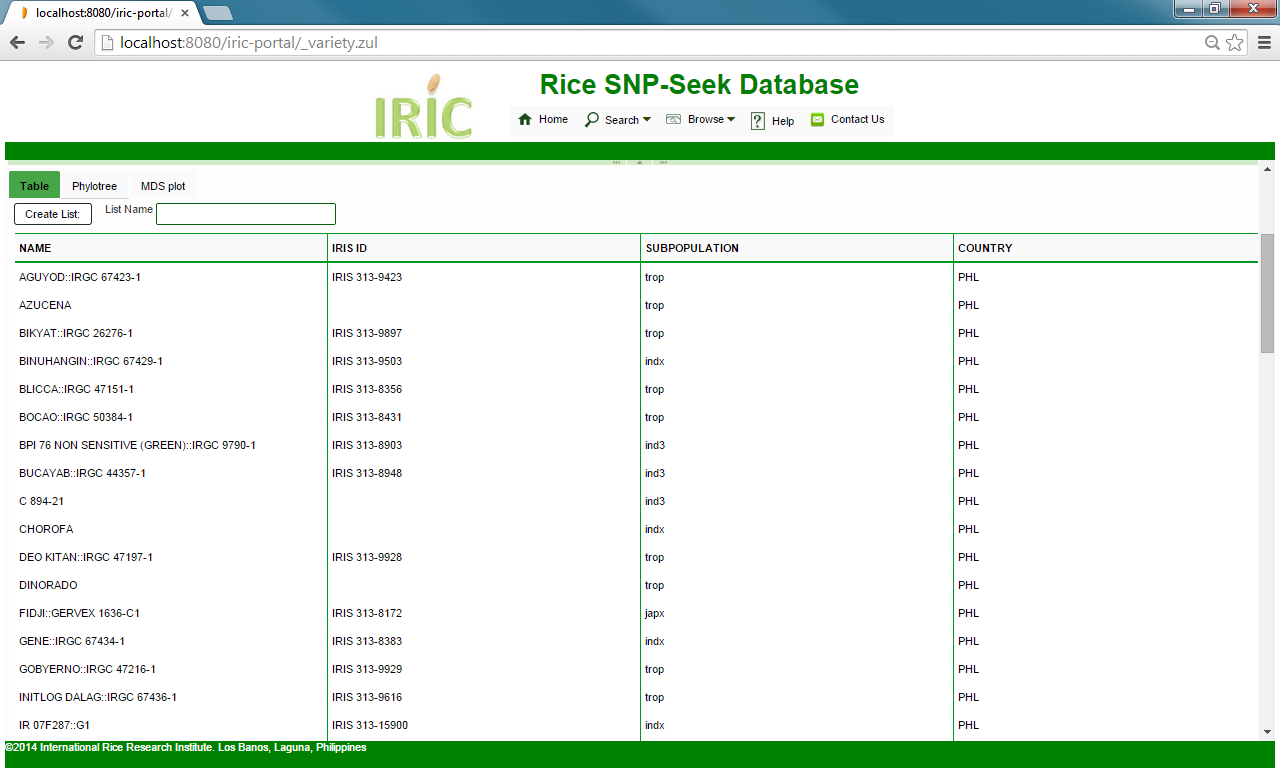 localhost:8080/iric-portal/
localhost:8080/iric-portal/_variety.zul
IRIC
Rice SNP-Seek Database
Home Search Browse ? Help Contact Us
Table Phylotree MDS plot
Create List: List Name
NAME IRIS ID SUBPOPULATION COUNTRY
AGUYOD::IRGC 67423-1 IRIS 313-9423 trop PHL
AZUCENA trop PHL
BIKYAT::IRGC 26276-1 IRIS 313-9897 trop PHL
BINUHANGIN::IRGC 67429-1 IRIS 313-9503 indx PHL
BLICCA::IRGC 47151-1 IRIS 313-8356 trop PHL
BOCAO::IRGC 50384-1 IRIS 313-8431 trop PHL
BPI 76 NON SENSITIVE (GREEN)::IRGC 9790-1 IRIS 313-8903 ind3 PHL
BUCAYAB::IRGC 44357-1 IRIS 313-8948 ind3 PHL
C 894-21 ind3 PHL
CHOROFA indx PHL
DEO KITAN::IRGC 47197-1 IRIS 313-9928 trop PHL
DINORADO trop PHL
FIDJI::GERVEX 1636-C1 IRIS 313-8172 japx PHL
GENE::IRGC 67434-1 IRIS 313-8383 indx PHL
GOBYERNO::IRGC 47216-1 IRIS 313-9929 trop PHL
INITLOG DALAG::IRGC 67436-1 IRIS 313-9616 trop PHL
IR 07F287::G1 IRIS 313-15900 indx PHL
©2014 International Rice Research Institute. Los Banos, Laguna, Philippines